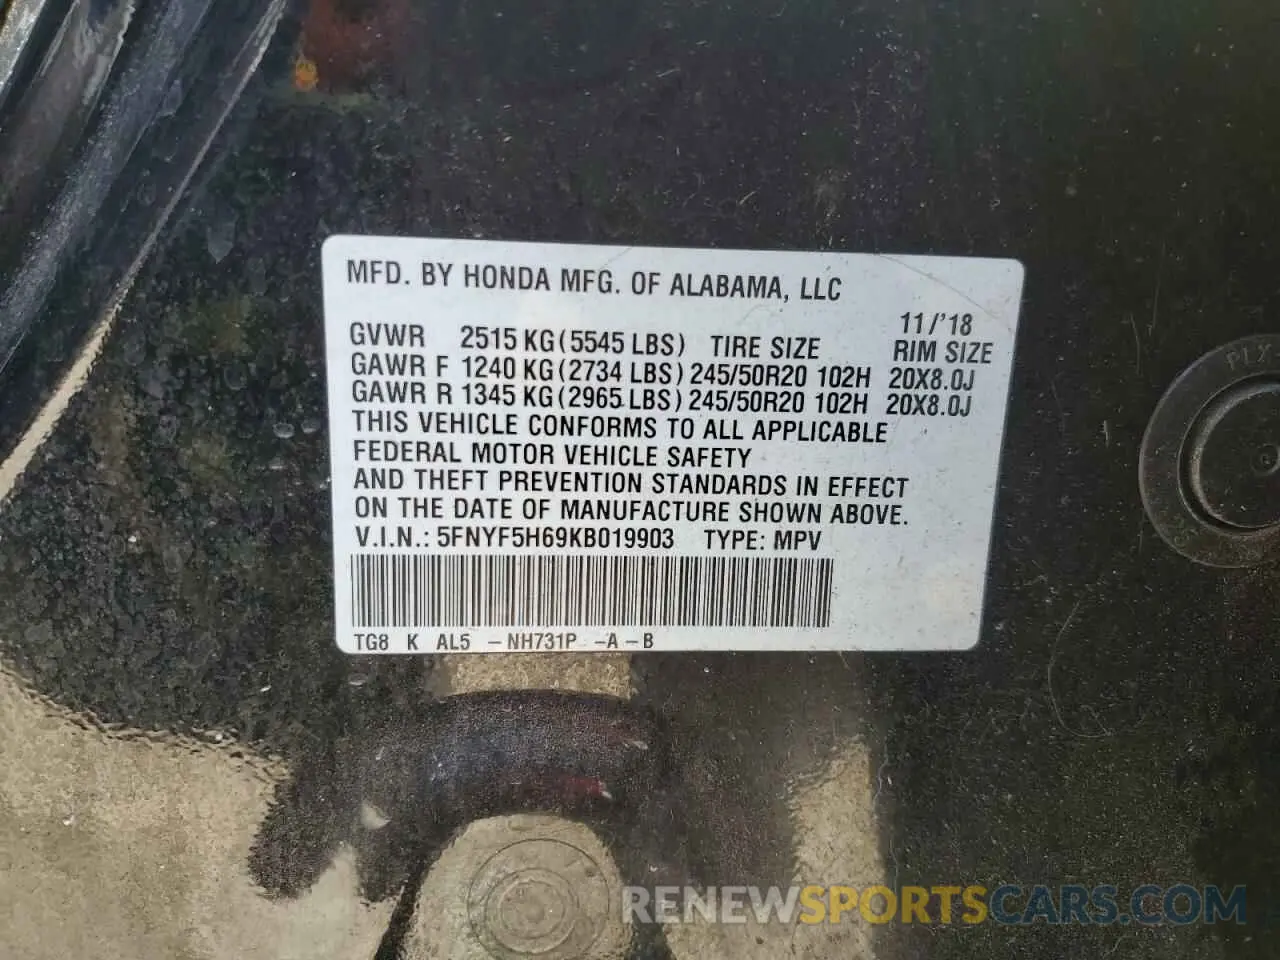 MFD. BY HONDA MFG. OF ALABAMA, LLC
11/'18
GVWR 2515 KG (5545 LBS) TIRE SIZE RIM SIZE
GAWR F 1240 KG (2734 LBS) 245/50R20 102H 20X8.0J
GAWR R 1345 KG (2965 LBS) 245/50R20 102H 20X8.0J
THIS VEHICLE CONFORMS TO ALL APPLICABLE
FEDERAL MOTOR VEHICLE SAFETY
AND THEFT PREVENTION STANDARDS IN EFFECT
ON THE DATE OF MANUFACTURE SHOWN ABOVE.
V.I.N.: 5FNYF5H69KB019903 TYPE: MPV
TG8 K AL5 -NH731P -A-B
RENEWSPORTSCARS.COM